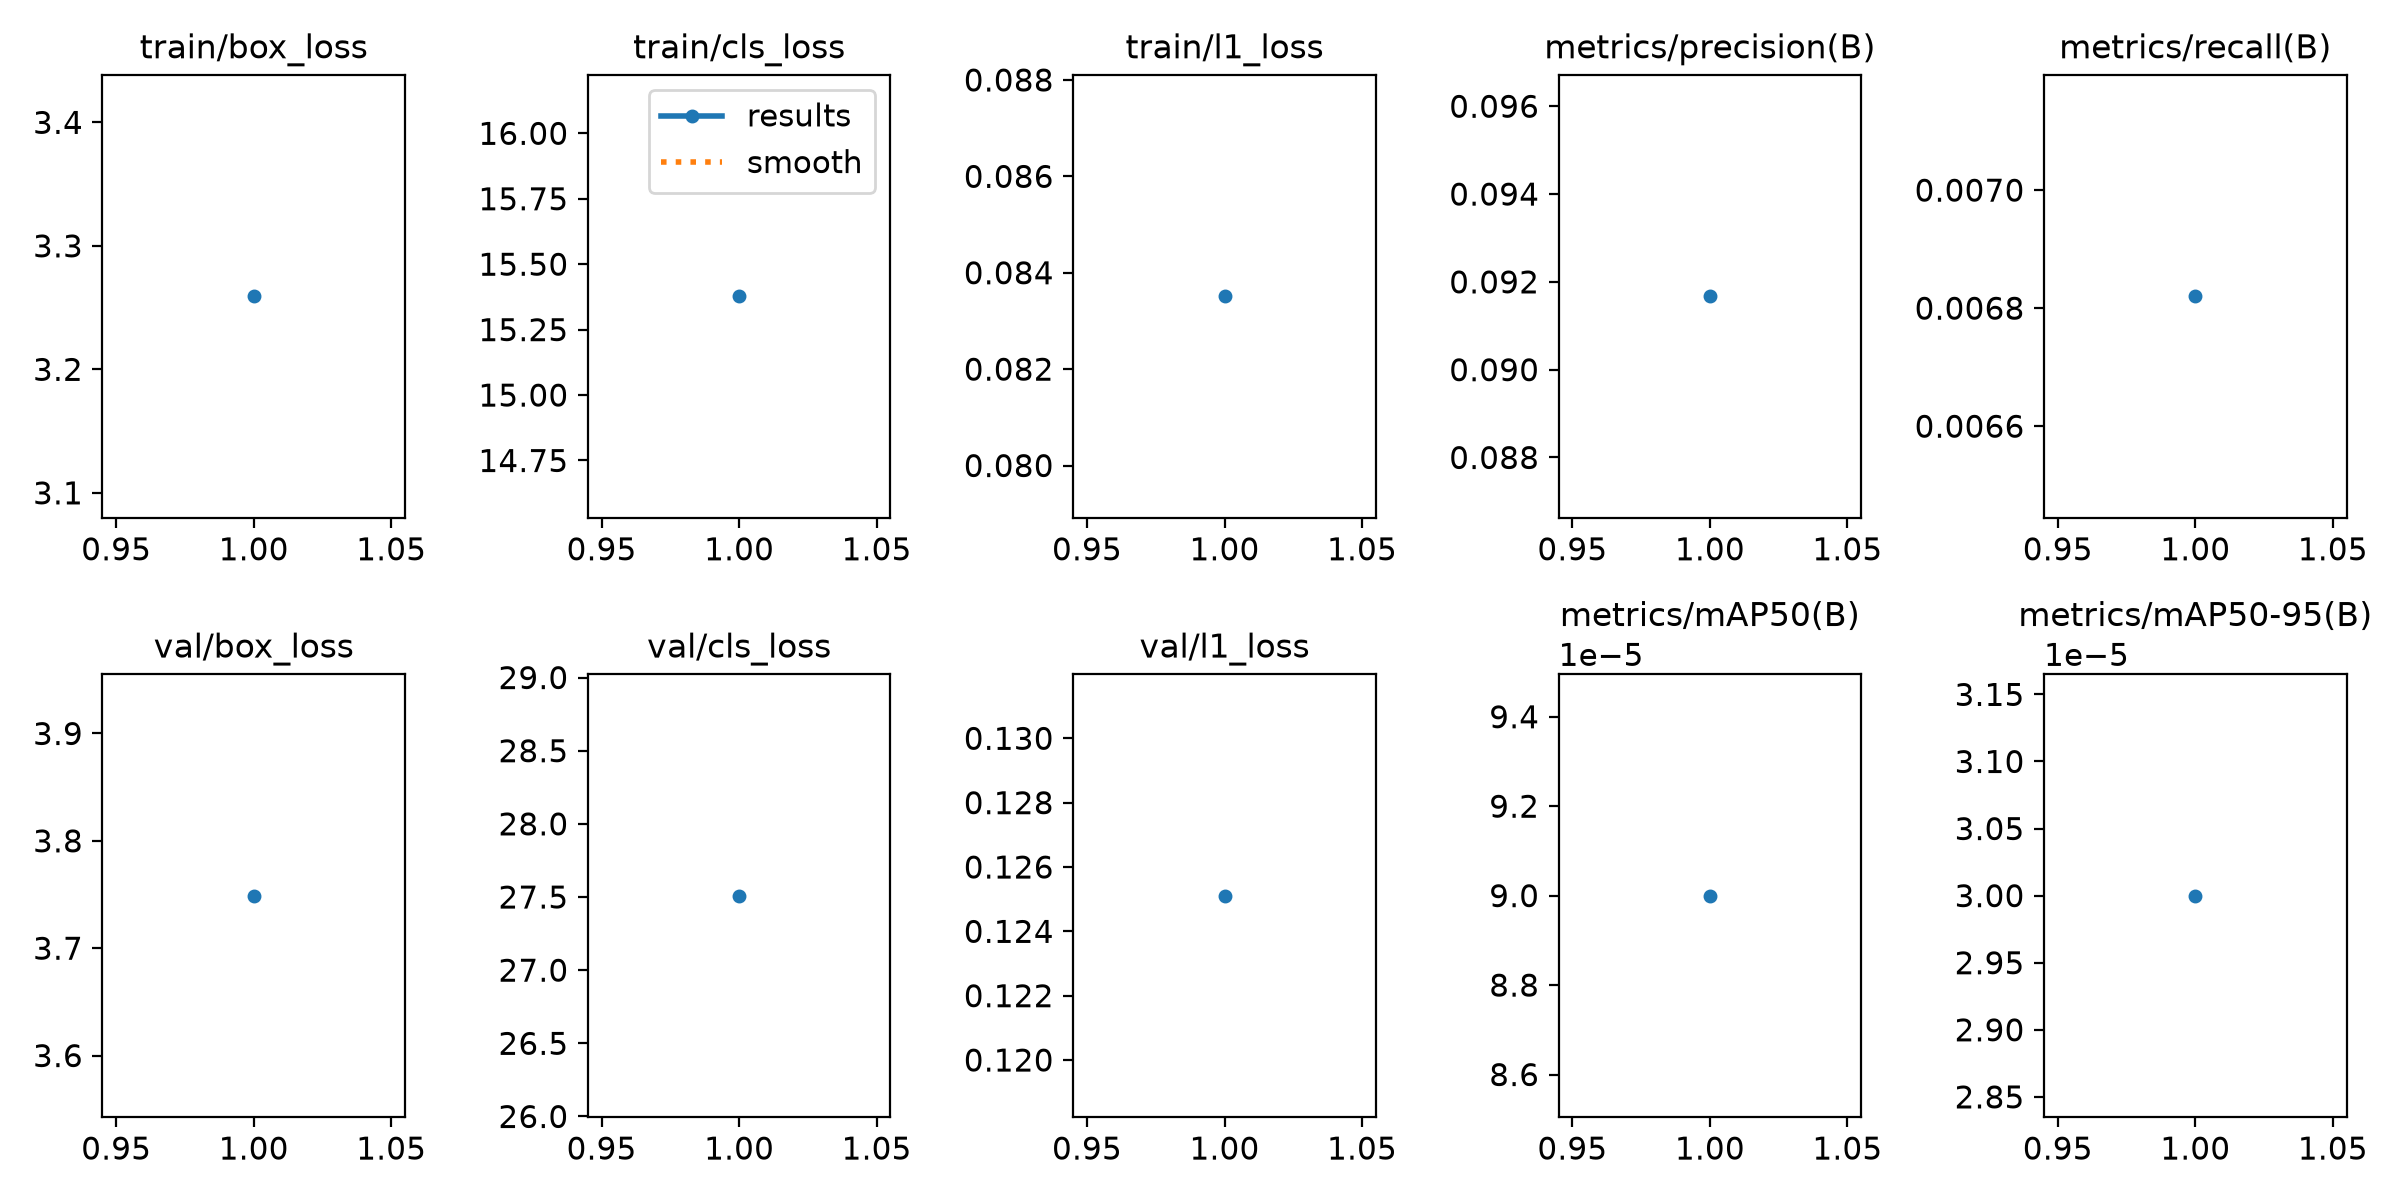 train/box_loss
3.4
3.3
3.2
3.1
0.95 1.00 1.05
train/cls_loss
results
smooth
16.00
15.75
15.50
15.25
15.00
14.75
0.95 1.00 1.05
train/l1_loss
0.088
0.086
0.084
0.082
0.080
0.95 1.00 1.05
metrics/precision(B)
0.096
0.094
0.092
0.090
0.088
0.95 1.00 1.05
metrics/recall(B)
0.0070
0.0068
0.0066
0.95 1.00 1.05
val/box_loss
3.9
3.8
3.7
3.6
0.95 1.00 1.05
val/cls_loss
29.0
28.5
28.0
27.5
27.0
26.5
26.0
0.95 1.00 1.05
val/l1_loss
0.130
0.128
0.126
0.124
0.122
0.120
0.95 1.00 1.05
metrics/mAP50(B)
1e−5
9.4
9.2
9.0
8.8
8.6
0.95 1.00 1.05
metrics/mAP50-95(B)
1e−5
3.15
3.10
3.05
3.00
2.95
2.90
2.85
0.95 1.00 1.05